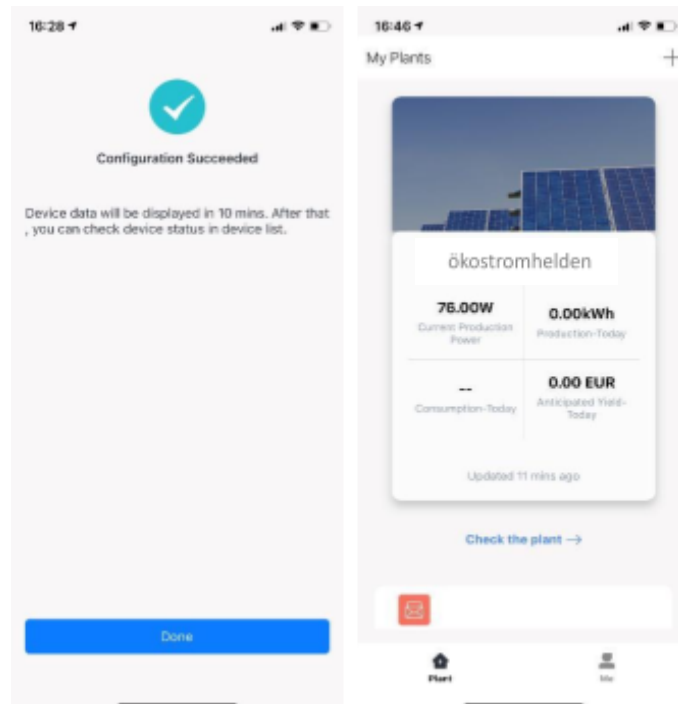 16:28
Configuration Succeeded
Device data will be displayed in 10 mins. After that
, you can check device status in device list.
Done
16:46
My Plants
ökostromhelden
76.00W
Current Production
Power
0.00kWh
Production-Today
--
Consumption-Today
0.00 EUR
Anticipated Yield-
Today
Updated 11 mins ago
Check the plant →
Plant
Me